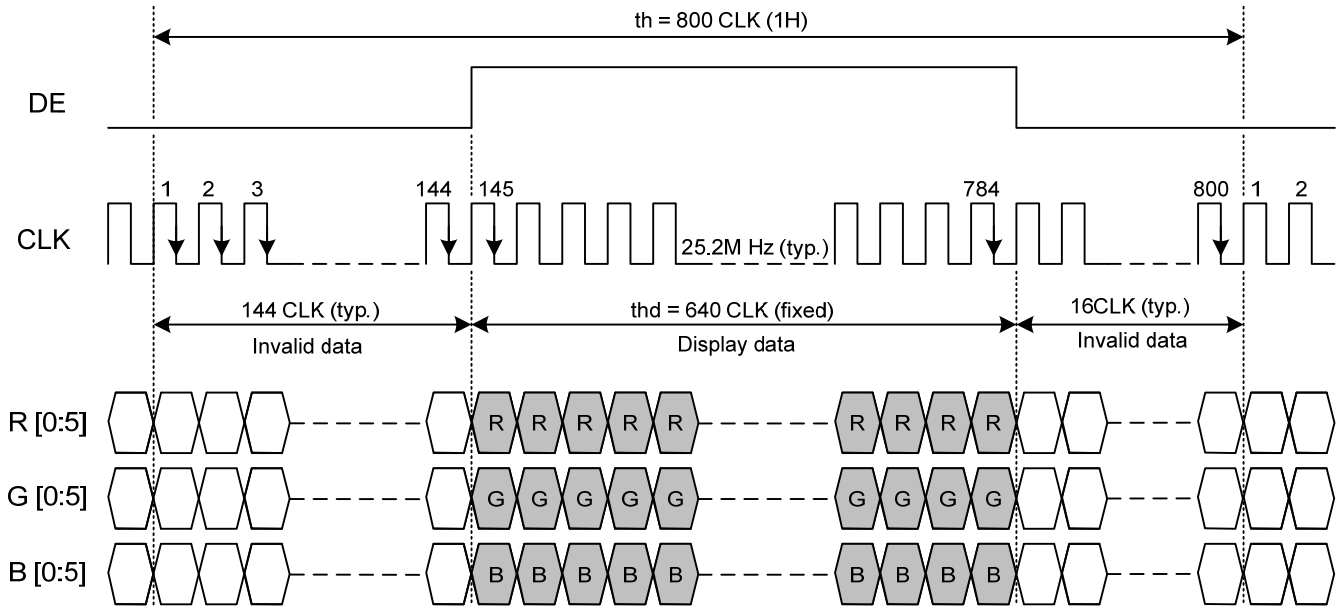 th = 800 CLK (1H)
DE
1 2 3 144 145 784 800 1 2
CLK
25.2M Hz (typ.)
144 CLK (typ.) thd = 640 CLK (fixed) 16CLK (typ.)
Invalid data Display data Invalid data
R [0:5] R R R R R R R R R
G [0:5] G G G G G G G G G
B [0:5] B B B B B B B B B